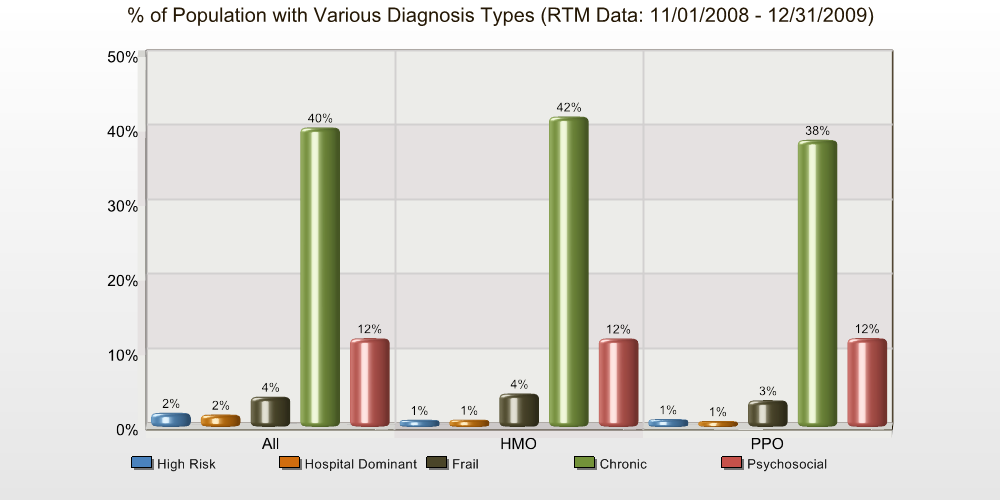 % of Population with Various Diagnosis Types (RTM Data: 11/01/2008 - 12/31/2009)
50%
40%
30%
20%
10%
0%
2% 2% 4% 40% 12%
1% 1% 4% 42% 12%
1% 1% 3% 38% 12%
All HMO PPO
High Risk Hospital Dominant Frail Chronic Psychosocial